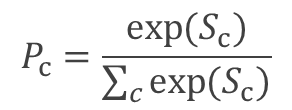 P_c = exp(S_c) / ∑_c exp(S_c)